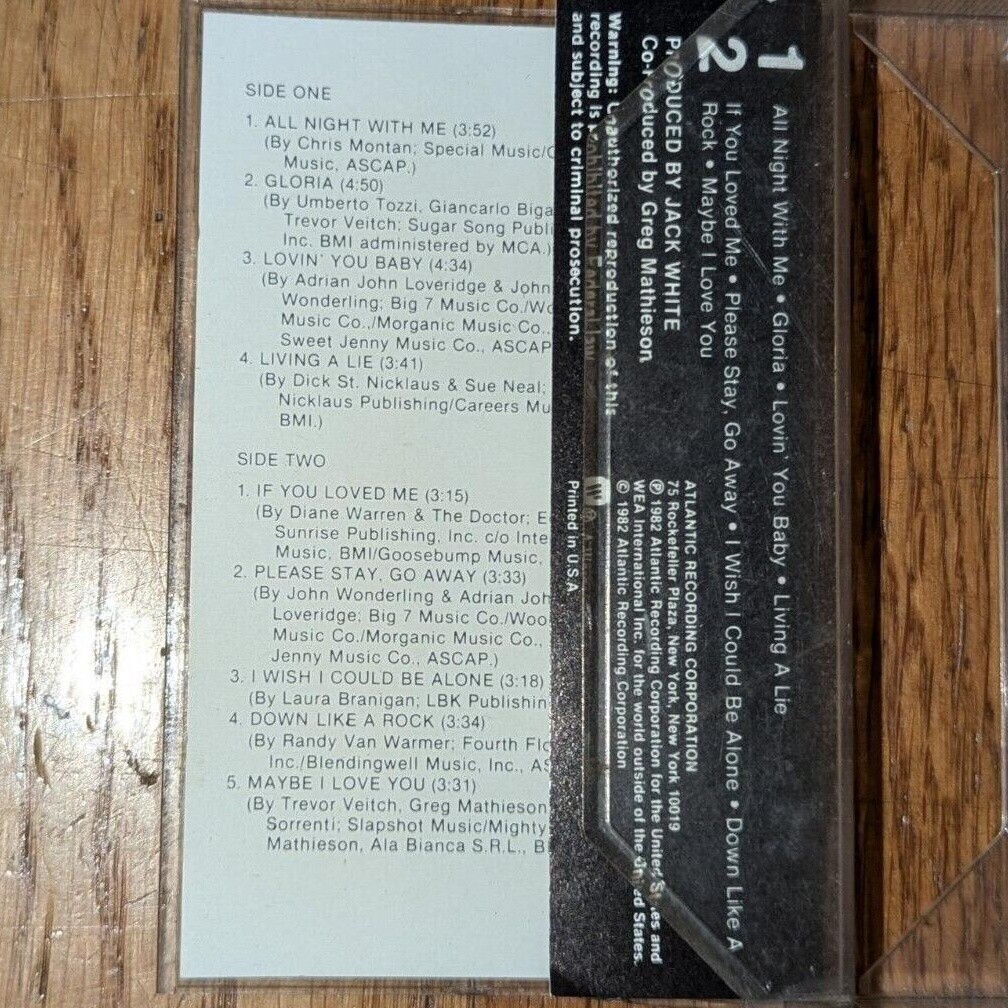 SIDE ONE
1. ALL NIGHT WITH ME (3:52)
(By Chris Montan; Special Music/
Music, ASCAP.)
2. GLORIA (4:50)
(By Umberto Tozzi, Giancarlo Biga
Trevor Veitch; Sugar Song Publi
Inc. BMI administered by MCA.)
3. LOVIN' YOU BABY (4:34)
(By Adrian John Loveridge & John
Wonderling; Big 7 Music Co./Wo
Music Co./Morganic Music Co.,
Sweet Jenny Music Co., ASCAP
4. LIVING A LIE (3:41)
(By Dick St. Nicklaus & Sue Neal;
Nicklaus Publishing/Careers Mu
BMI.)
SIDE TWO
1. IF YOU LOVED ME (3:15)
(By Diane Warren & The Doctor; E
Sunrise Publishing, Inc. c/o Inte
Music, BMI/Goosebump Music,
2. PLEASE STAY, GO AWAY (3:33)
(By John Wonderling & Adrian Joh
Loveridge; Big 7 Music Co./Woo
Music Co./Morganic Music Co.,
Jenny Music Co., ASCAP.)
3. I WISH I COULD BE ALONE (3:18)
(By Laura Branigan; LBK Publishin
4. DOWN LIKE A ROCK (3:34)
(By Randy Van Warmer; Fourth Flo
Inc./Blendingwell Music, Inc., AS
5. MAYBE I LOVE YOU (3:31)
(By Trevor Veitch, Greg Mathieson
Sorrenti; Slapshot Music/Mighty
Mathieson, Ala Bianca S.R.L., B
1 All Night With Me • Gloria • Lovin' You Baby • Living A Lie
2 If You Loved Me • Please Stay, Go Away • I Wish I Could Be Alone • Down Like A
Rock • Maybe I Love You
PRODUCED BY JACK WHITE
Co-Produced by Greg Mathieson
Warning: Unauthorized reproduction of this
recording is prohibited by Federal law
and subject to criminal prosecution.
ATLANTIC RECORDING CORPORATION
75 Rockefeller Plaza, New York, New York 10019
℗ 1982 Atlantic Recording Corporation for the United States and
WEA International Inc. for the world outside of the United States.
© 1982 Atlantic Recording Corporation
Printed in U.S.A.